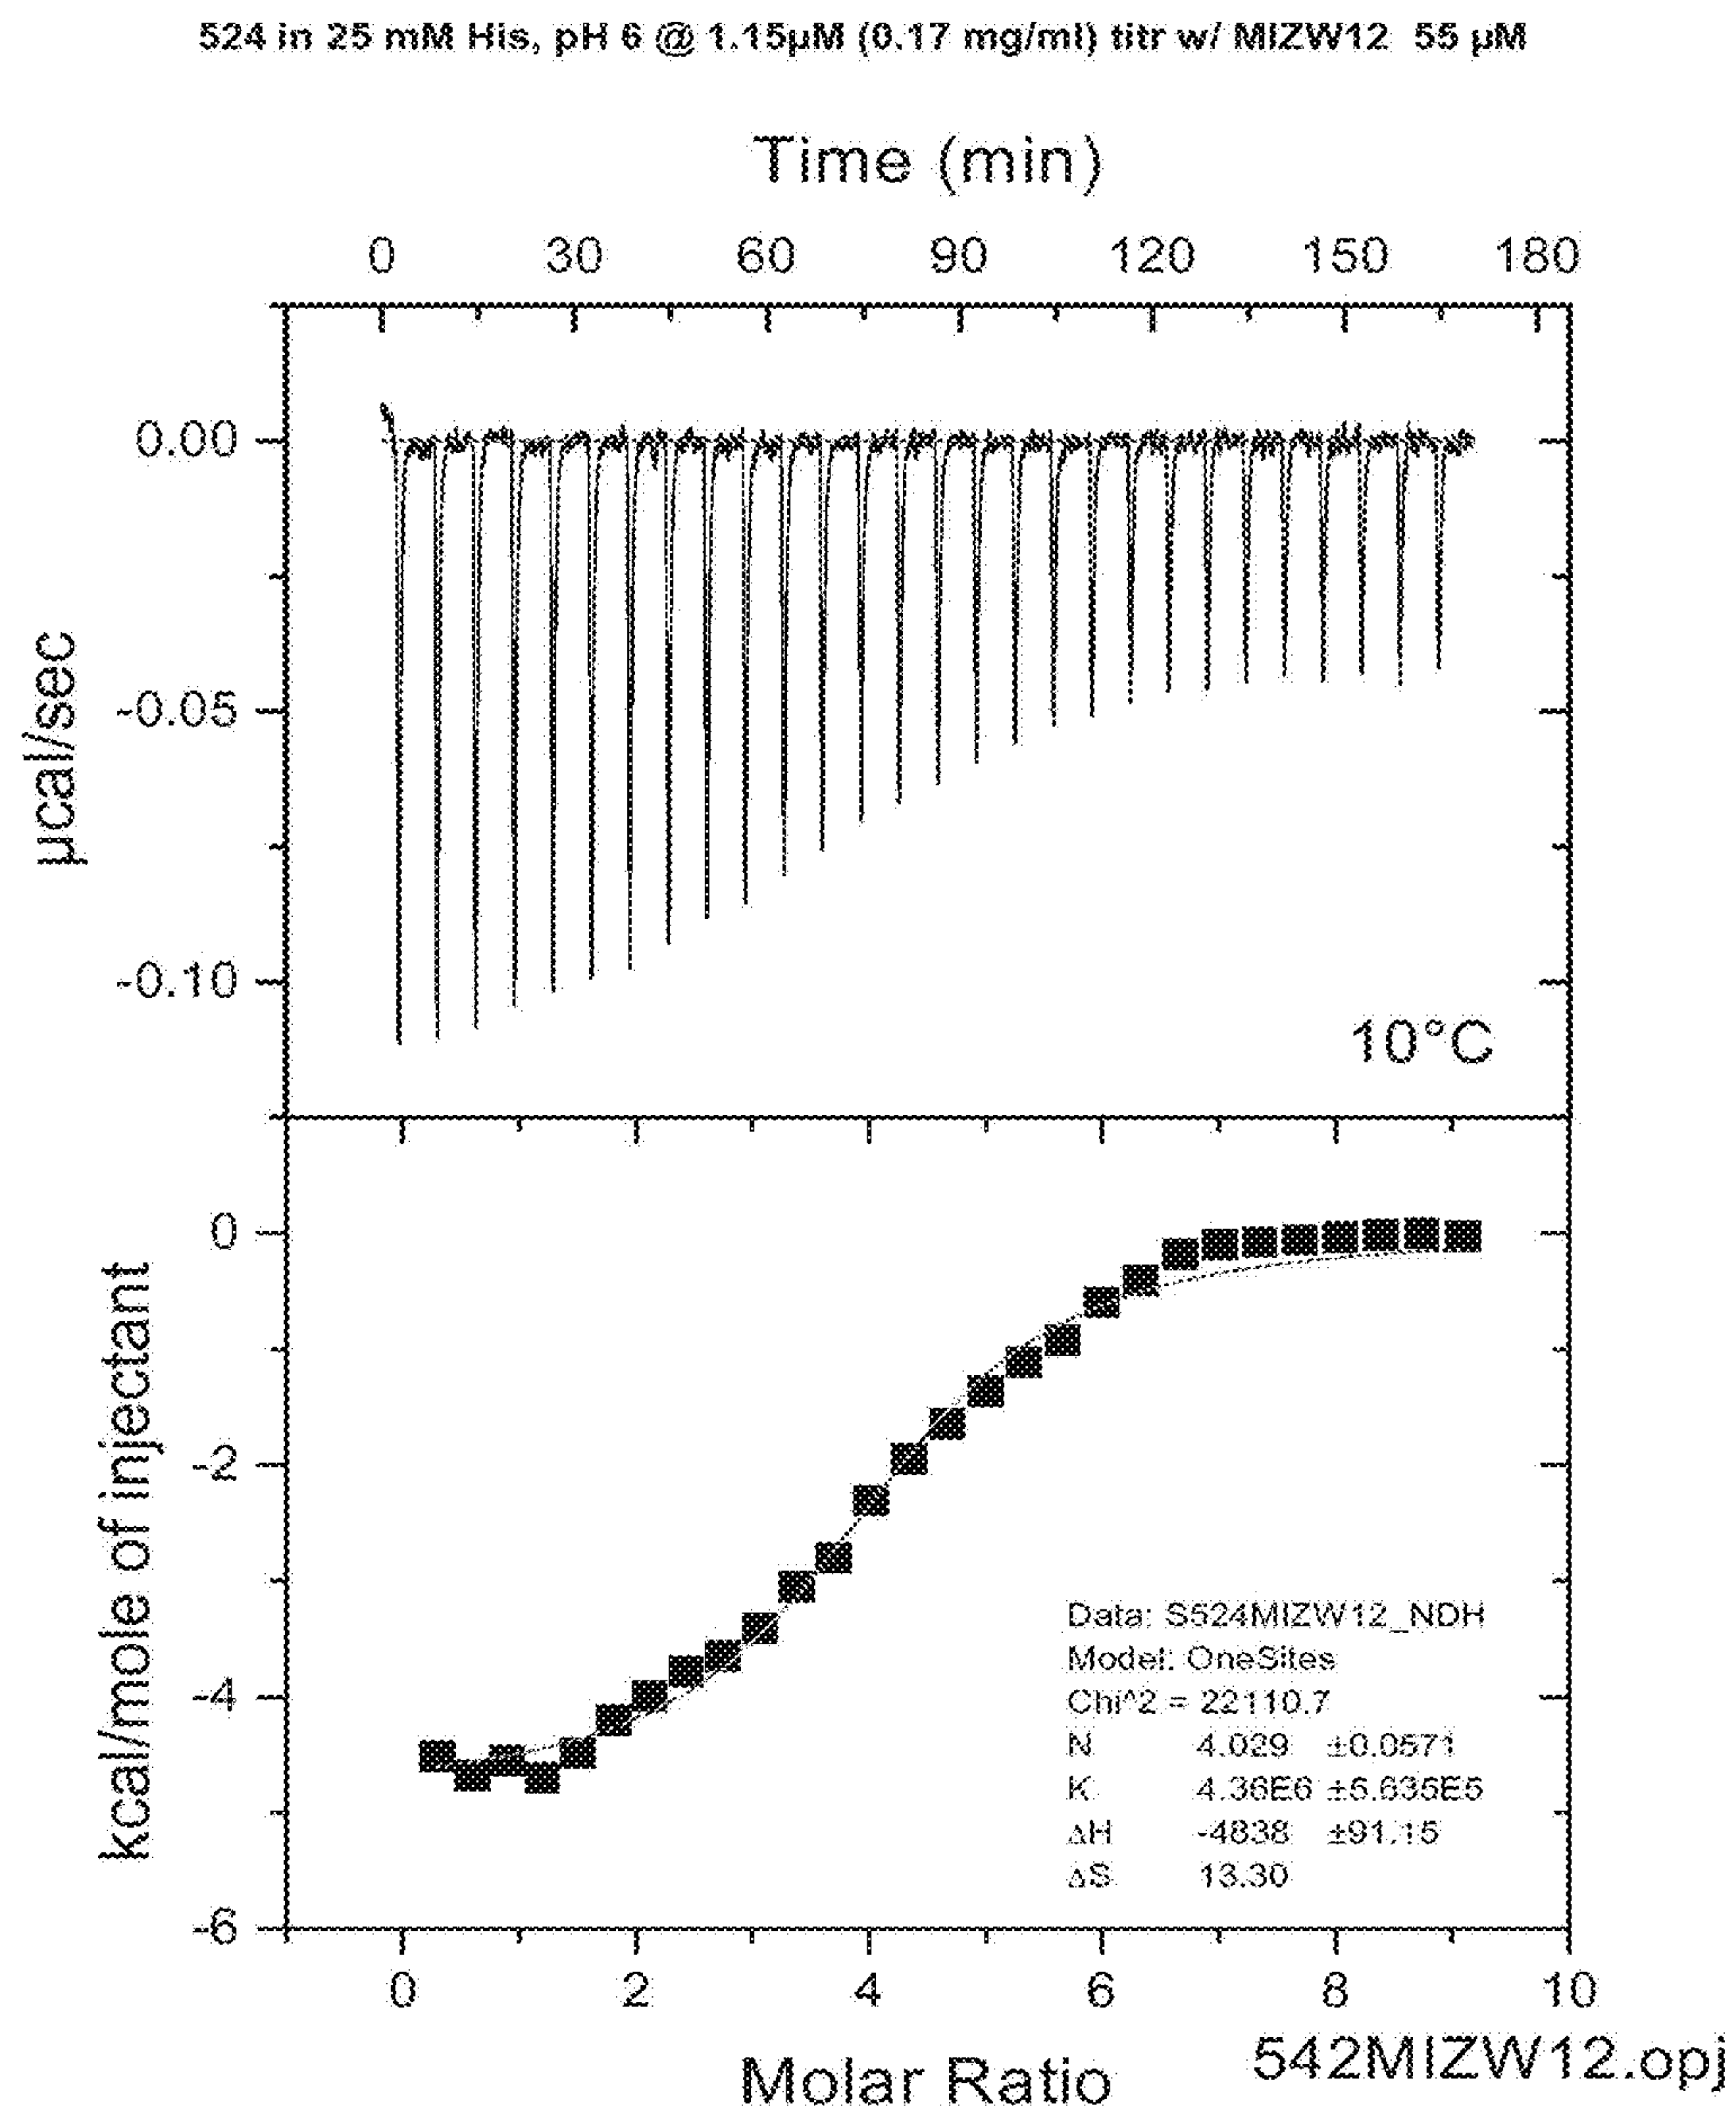 524 in 25 mM His, pH 6 @ 1.15µM (0.17 mg/ml) titr w/ MIZW12 55 µM
Time (min)
0 30 60 90 120 150 180
0.00
-0.05
-0.10
µcal/sec
10°C
0
-2
-4
-6
kcal/mole of injectant
Data: S524MIZW12_NDH
Model: OneSites
Chi^2 = 22110.7
N 4.029 ±0.0571
K 4.36E6 ±5.635E5
ΔH -4838 ±91.15
ΔS 13.30
0 2 4 6 8 10
Molar Ratio
542MIZW12.opj